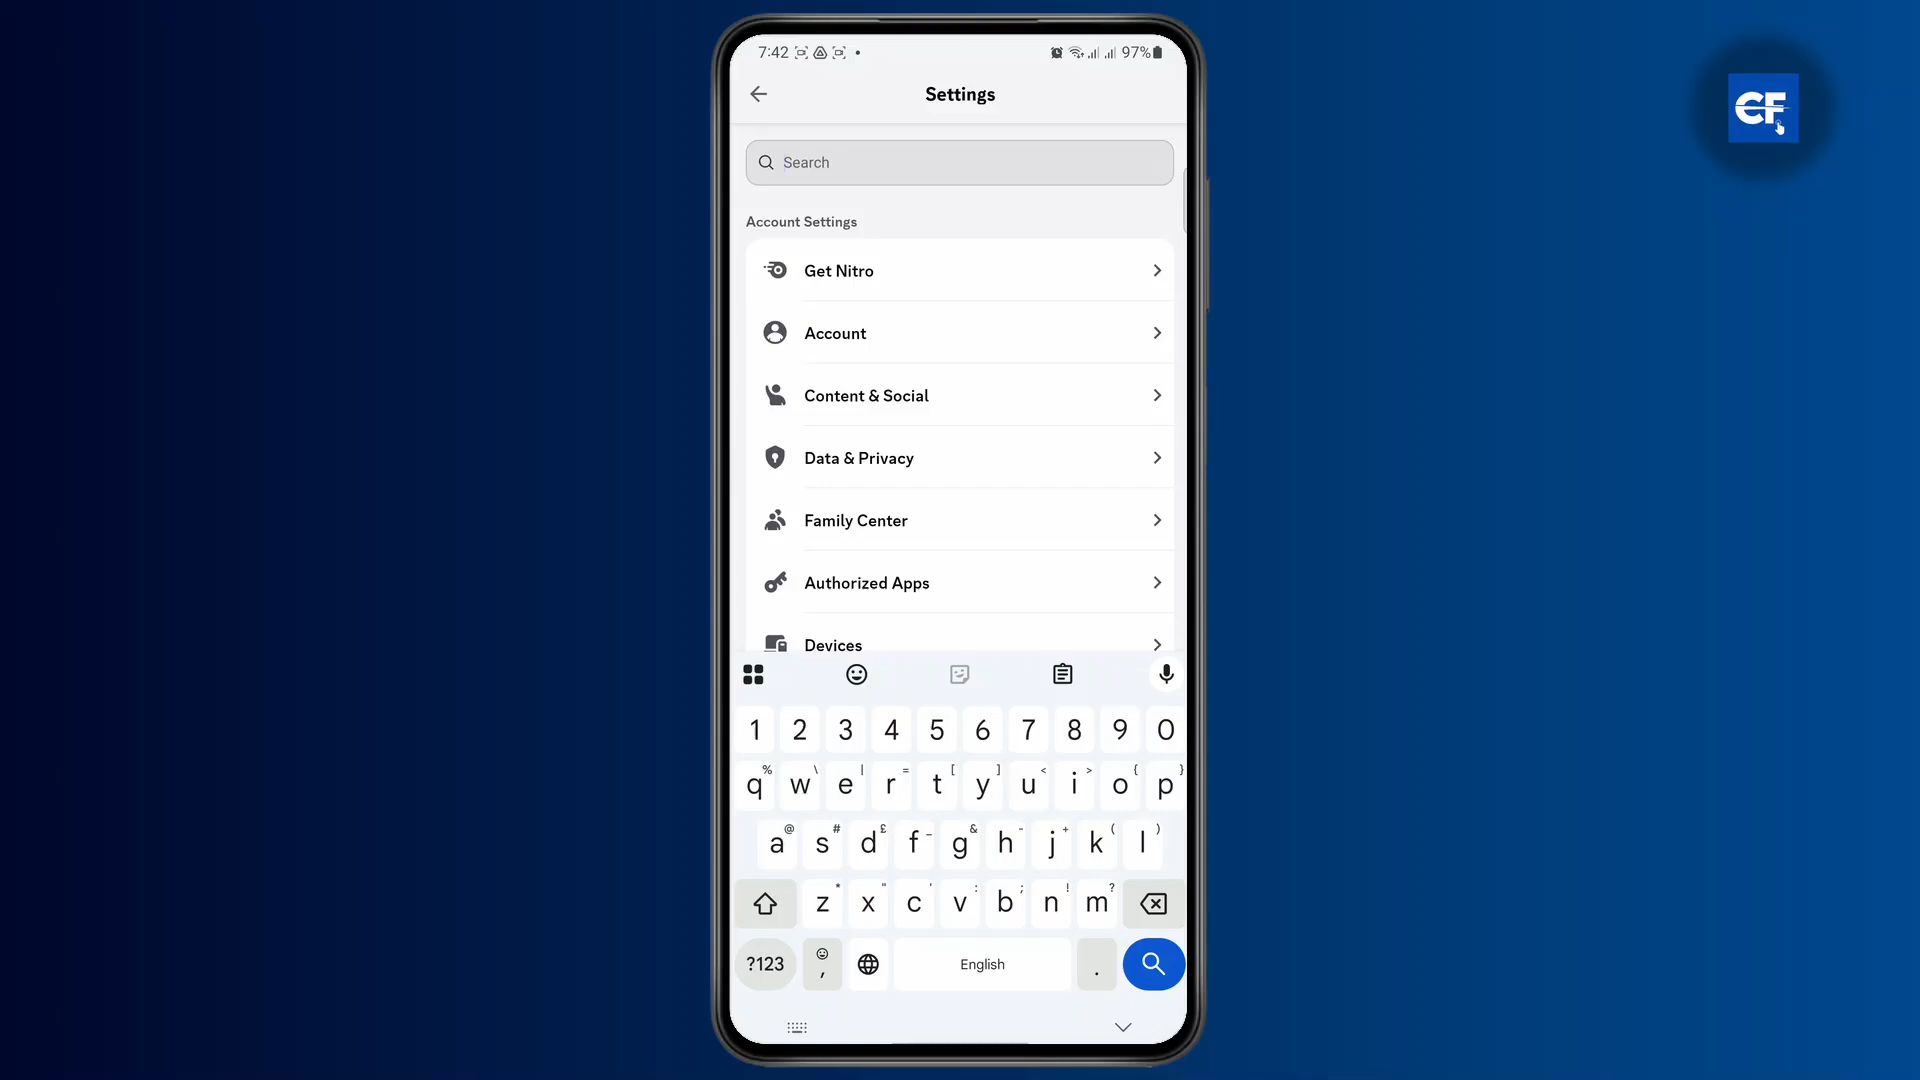 7:42 97%
CF
Settings
Search
Account Settings
Get Nitro
Account
Content & Social
Data & Privacy
Family Center
Authorized Apps
Devices
1 2 3 4 5 6 7 8 9 0
% \ | = [ ] < > { }
q w e r t y u i o p
@ # £ _ & - + ( )
a s d f g h j k l
* " ' : ; ! ?
z x c v b n m
?123 , English .